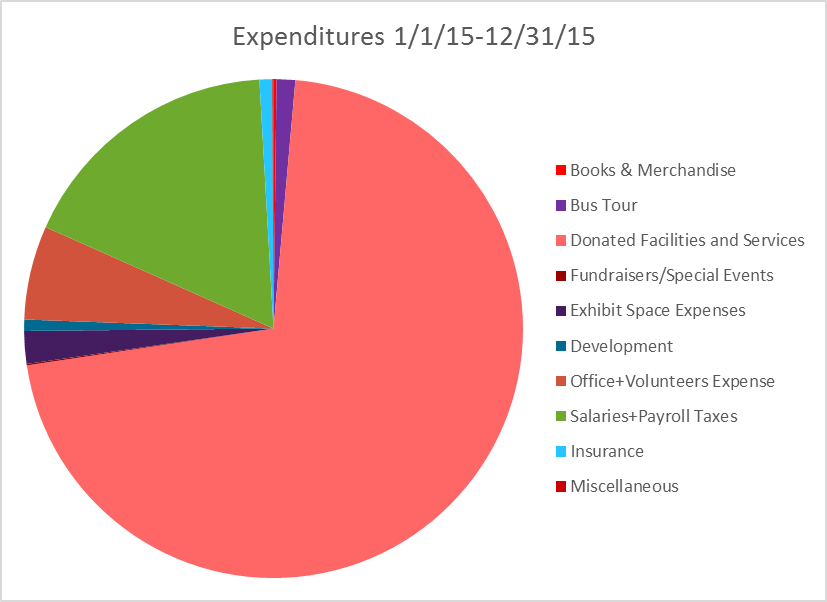 Expenditures 1/1/15-12/31/15
Books & Merchandise
Bus Tour
Donated Facilities and Services
Fundraisers/Special Events
Exhibit Space Expenses
Development
Office+Volunteers Expense
Salaries+Payroll Taxes
Insurance
Miscellaneous